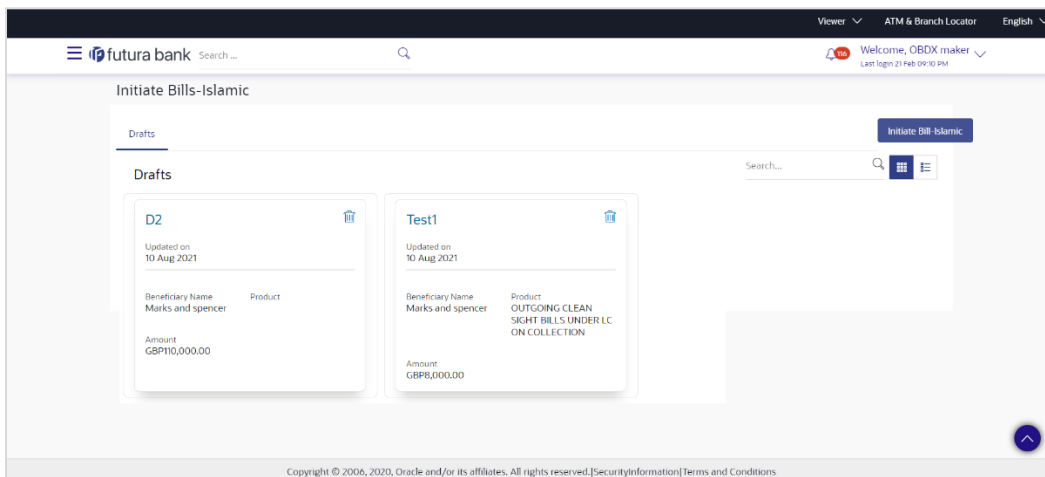 Viewer ATM & Branch Locator English
futura bank Search ... 116 Welcome, OBDX maker
Last login 21 Feb 09:10 PM
Initiate Bills-Islamic
Drafts Initiate Bill-Islamic
Drafts Search...
D2 Test1
Updated on Updated on
10 Aug 2021 10 Aug 2021
Beneficiary Name Product Beneficiary Name Product
Marks and spencer Marks and spencer OUTGOING CLEAN
SIGHT BILLS UNDER LC
ON COLLECTION
Amount
GBP110,000.00
Amount
GBP8,000.00
Copyright © 2006, 2020, Oracle and/or its affiliates. All rights reserved.|SecurityInformation|Terms and Conditions